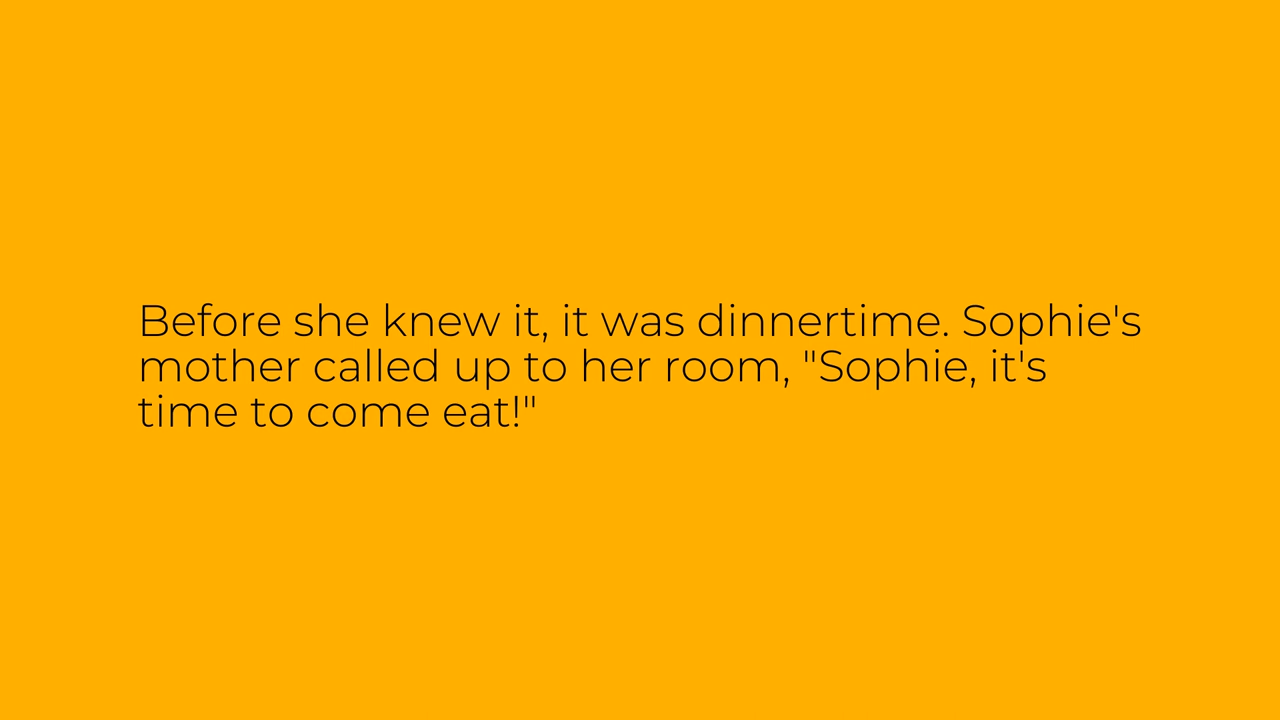 Before she knew it, it was dinnertime. Sophie's
mother called up to her room, "Sophie, it's
time to come eat!"